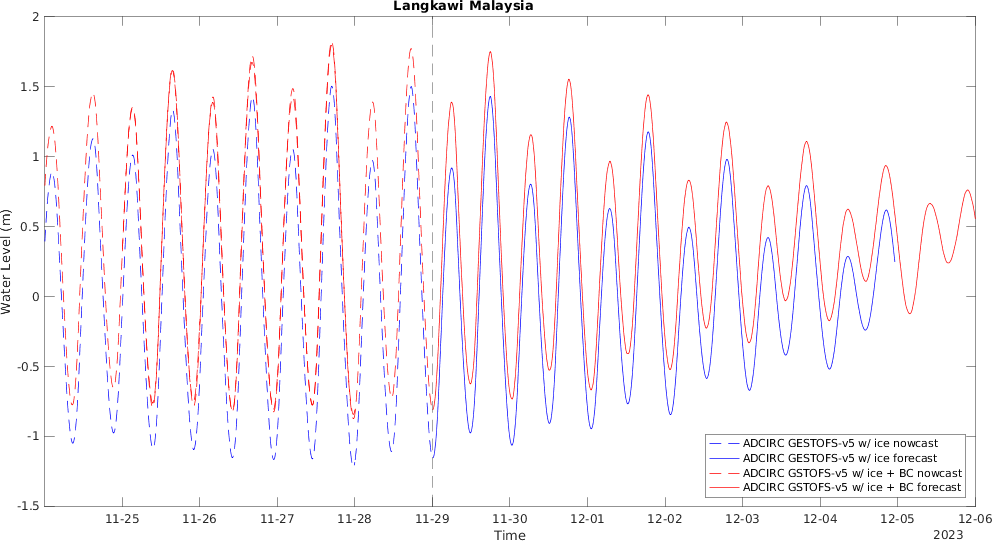 Langkawi Malaysia
Water Level (m)
2
1.5
1
0.5
0
-0.5
-1
-1.5
ADCIRC GESTOFS-v5 w/ ice nowcast
ADCIRC GESTOFS-v5 w/ ice forecast
ADCIRC GSTOFS-v5 w/ ice + BC nowcast
ADCIRC GSTOFS-v5 w/ ice + BC forecast
11-25 11-26 11-27 11-28 11-29 11-30 12-01 12-02 12-03 12-04 12-05 12-06
Time
2023